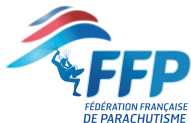 FFP
FÉDÉRATION FRANÇAISE
DE PARACHUTISME